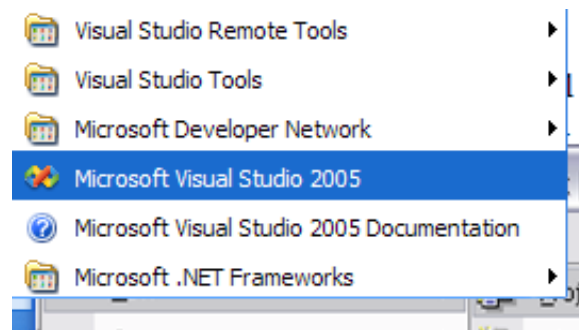 Visual Studio Remote Tools
Visual Studio Tools
Microsoft Developer Network
Microsoft Visual Studio 2005
Microsoft Visual Studio 2005 Documentation
Microsoft .NET Frameworks